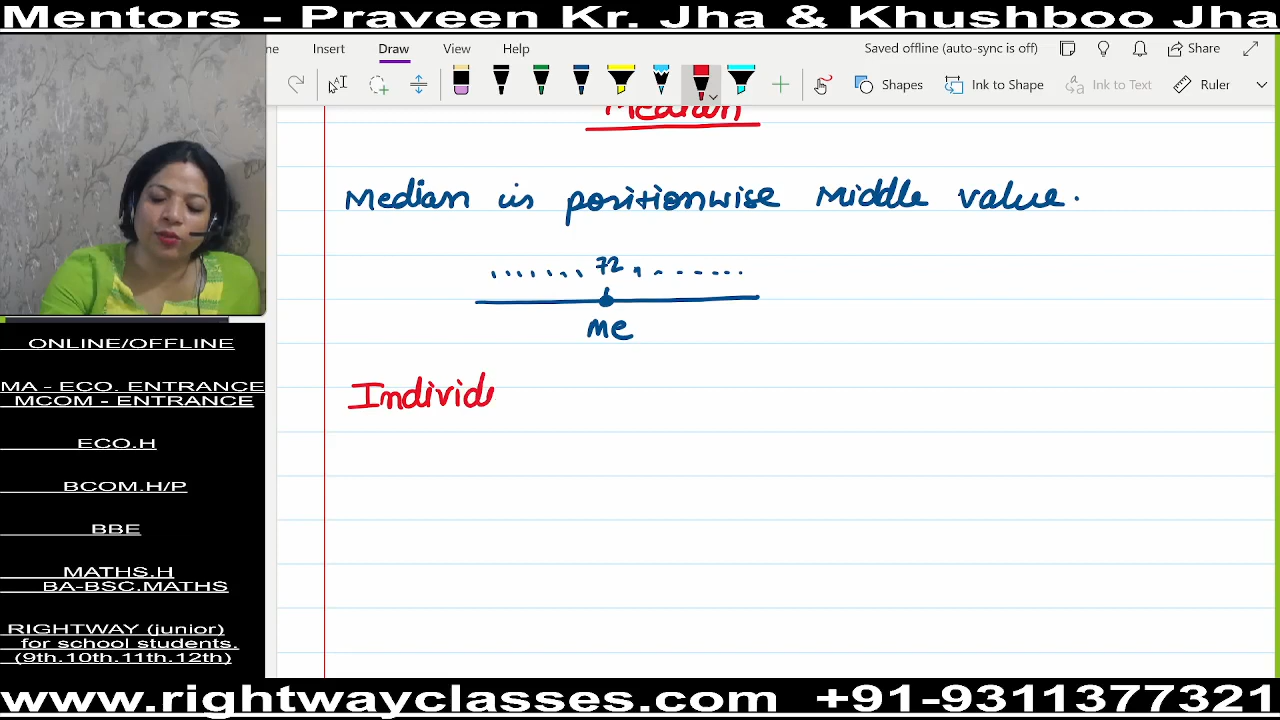 Mentors - Praveen Kr. Jha & Khushboo Jha
Insert Draw View Help Saved offline (auto-sync is off) Share
Shapes Ink to Shape Ink to Text Ruler
Median
Median is positionwise Middle value.
72
Me
Individ
ONLINE/OFFLINE
MA - ECO. ENTRANCE
MCOM - ENTRANCE
ECO.H
BCOM.H/P
BBE
MATHS.H
BA-BSC.MATHS
RIGHTWAY (junior)
for school students.
(9th.10th.11th.12th)
www.rightwayclasses.com +91-9311377321